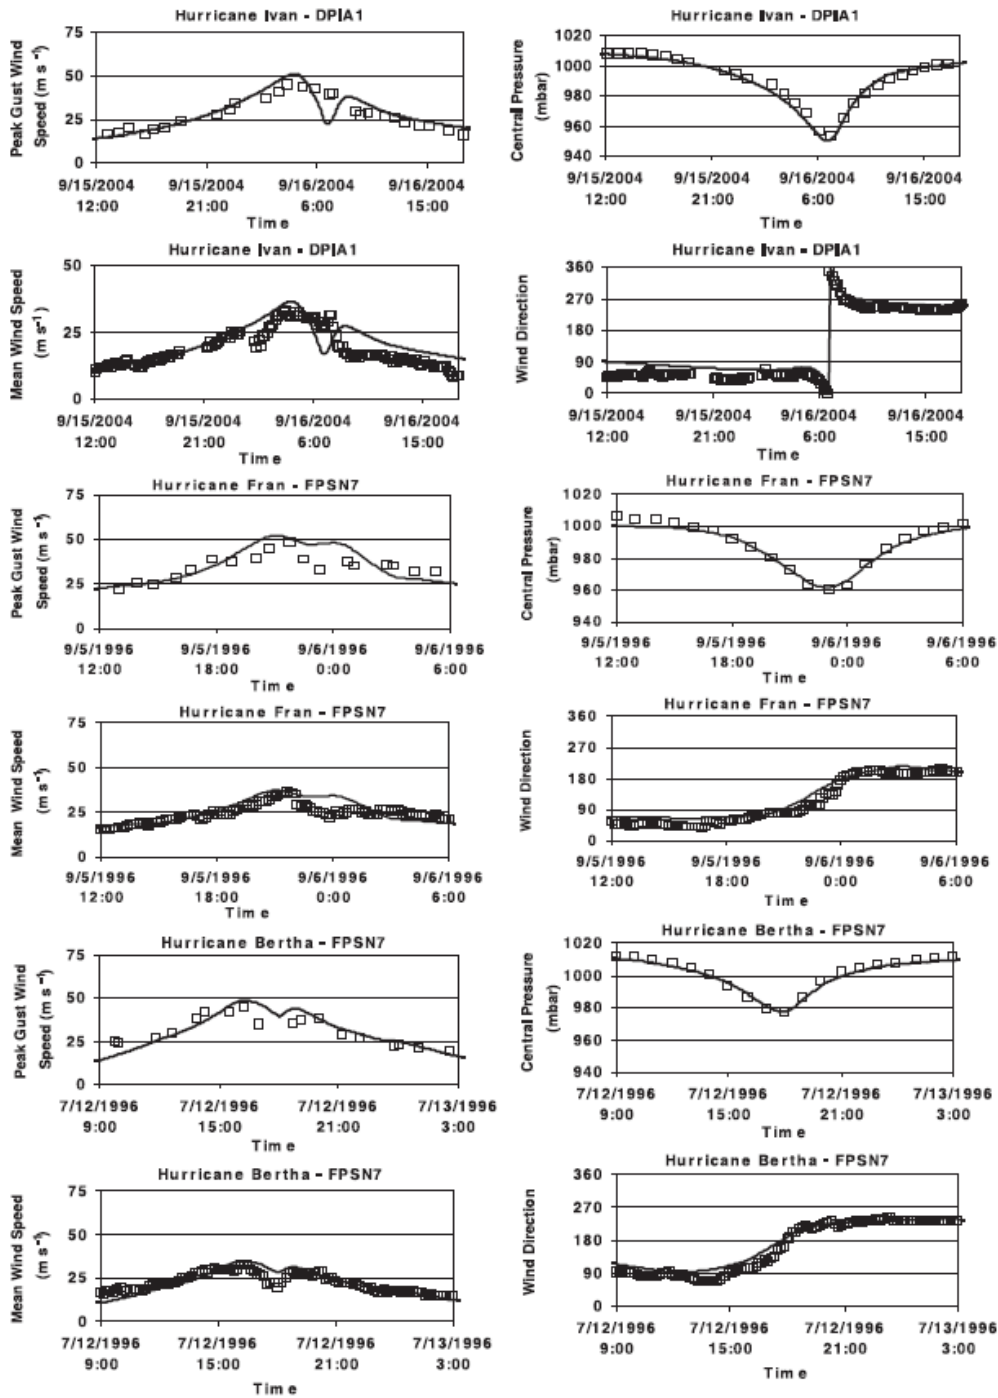 Hurricane Ivan - DPIA1
Peak Gust Wind
Speed (m s⁻¹)
75
50
25
0
9/15/2004 9/15/2004 9/16/2004 9/16/2004
12:00 21:00 6:00 15:00
Time
Hurricane Ivan - DPIA1
Central Pressure
(mbar)
1020
1000
980
960
940
9/15/2004 9/15/2004 9/16/2004 9/16/2004
12:00 21:00 6:00 15:00
Time
Hurricane Ivan - DPIA1
Mean Wind Speed
(m s⁻¹)
50
25
0
9/15/2004 9/15/2004 9/16/2004 9/16/2004
12:00 21:00 6:00 15:00
Time
Hurricane Ivan - DPIA1
Wind Direction
360
270
180
90
0
9/15/2004 9/15/2004 9/16/2004 9/16/2004
12:00 21:00 6:00 15:00
Time
Hurricane Fran - FPSN7
Peak Gust Wind
Speed (m s⁻¹)
75
50
25
0
9/5/1996 9/5/1996 9/6/1996 9/6/1996
12:00 18:00 0:00 6:00
Time
Hurricane Fran - FPSN7
Central Pressure
(mbar)
1020
1000
980
960
940
9/5/1996 9/5/1996 9/6/1996 9/6/1996
12:00 18:00 0:00 6:00
Time
Hurricane Fran - FPSN7
Mean Wind Speed
(m s⁻¹)
75
50
25
0
9/5/1996 9/5/1996 9/6/1996 9/6/1996
12:00 18:00 0:00 6:00
Time
Hurricane Fran - FPSN7
Wind Direction
360
270
180
90
0
9/5/1996 9/5/1996 9/6/1996 9/6/1996
12:00 18:00 0:00 6:00
Time
Hurricane Bertha - FPSN7
Peak Gust Wind
Speed (m s⁻¹)
75
50
25
0
7/12/1996 7/12/1996 7/12/1996 7/13/1996
9:00 15:00 21:00 3:00
Time
Hurricane Bertha - FPSN7
Central Pressure
(mbar)
1020
1000
980
960
940
7/12/1996 7/12/1996 7/12/1996 7/13/1996
9:00 15:00 21:00 3:00
Time
Hurricane Bertha - FPSN7
Mean Wind Speed
(m s⁻¹)
75
50
25
0
7/12/1996 7/12/1996 7/12/1996 7/13/1996
9:00 15:00 21:00 3:00
Time
Hurricane Bertha - FPSN7
Wind Direction
360
270
180
90
0
7/12/1996 7/12/1996 7/12/1996 7/13/1996
9:00 15:00 21:00 3:00
Time